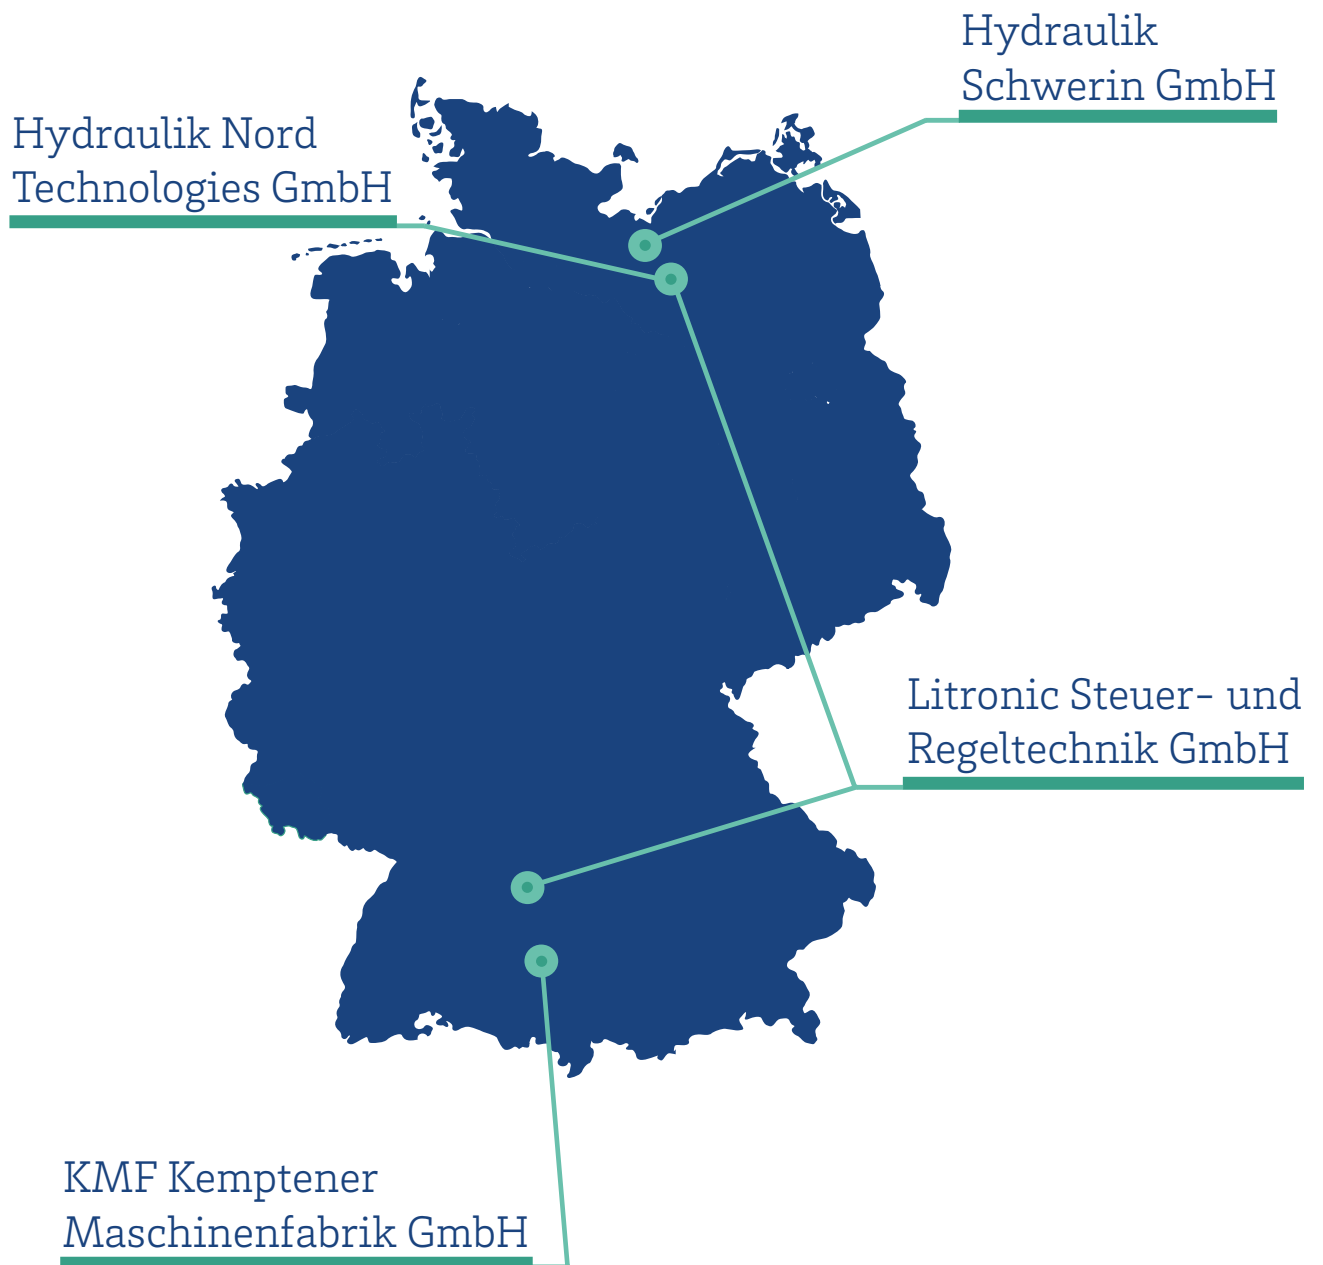 Hydraulik
Schwerin GmbH
Hydraulik Nord
Technologies GmbH
Litronic Steuer- und
Regeltechnik GmbH
KMF Kemptener
Maschinenfabrik GmbH